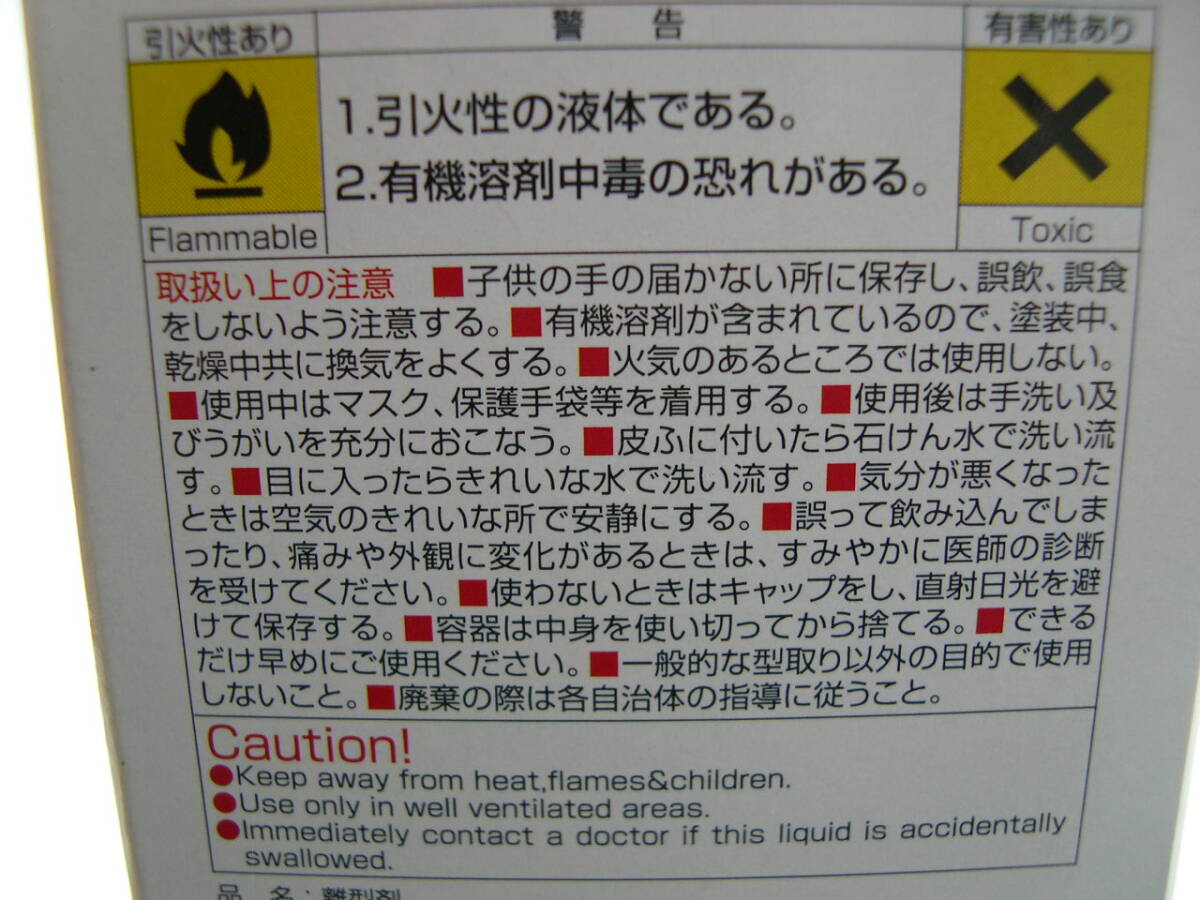 引火性あり
警告
有害性あり
1.引火性の液体である。
2.有機溶剤中毒の恐れがある。
Flammable
Toxic
取扱い上の注意 ■子供の手の届かない所に保存し、誤飲、誤食
をしないよう注意する。■有機溶剤が含まれているので、塗装中、
乾燥中共に換気をよくする。■火気のあるところでは使用しない。
■使用中はマスク、保護手袋等を着用する。■使用後は手洗い及
びうがいを充分におこなう。■皮ふに付いたら石けん水で洗い流
す。■目に入ったらきれいな水で洗い流す。■気分が悪くなった
ときは空気のきれいな所で安静にする。■誤って飲み込んでしま
ったり、痛みや外観に変化があるときは、すみやかに医師の診断
を受けてください。■使わないときはキャップをし、直射日光を避
けて保存する。■容器は中身を使い切ってから捨てる。■できる
だけ早めにご使用ください。■一般的な型取り以外の目的で使用
しないこと。■廃棄の際は各自治体の指導に従うこと。
Caution!
●Keep away from heat,flames&children.
●Use only in well ventilated areas.
●Immediately contact a doctor if this liquid is accidentally
swallowed.
品 名：離型剤